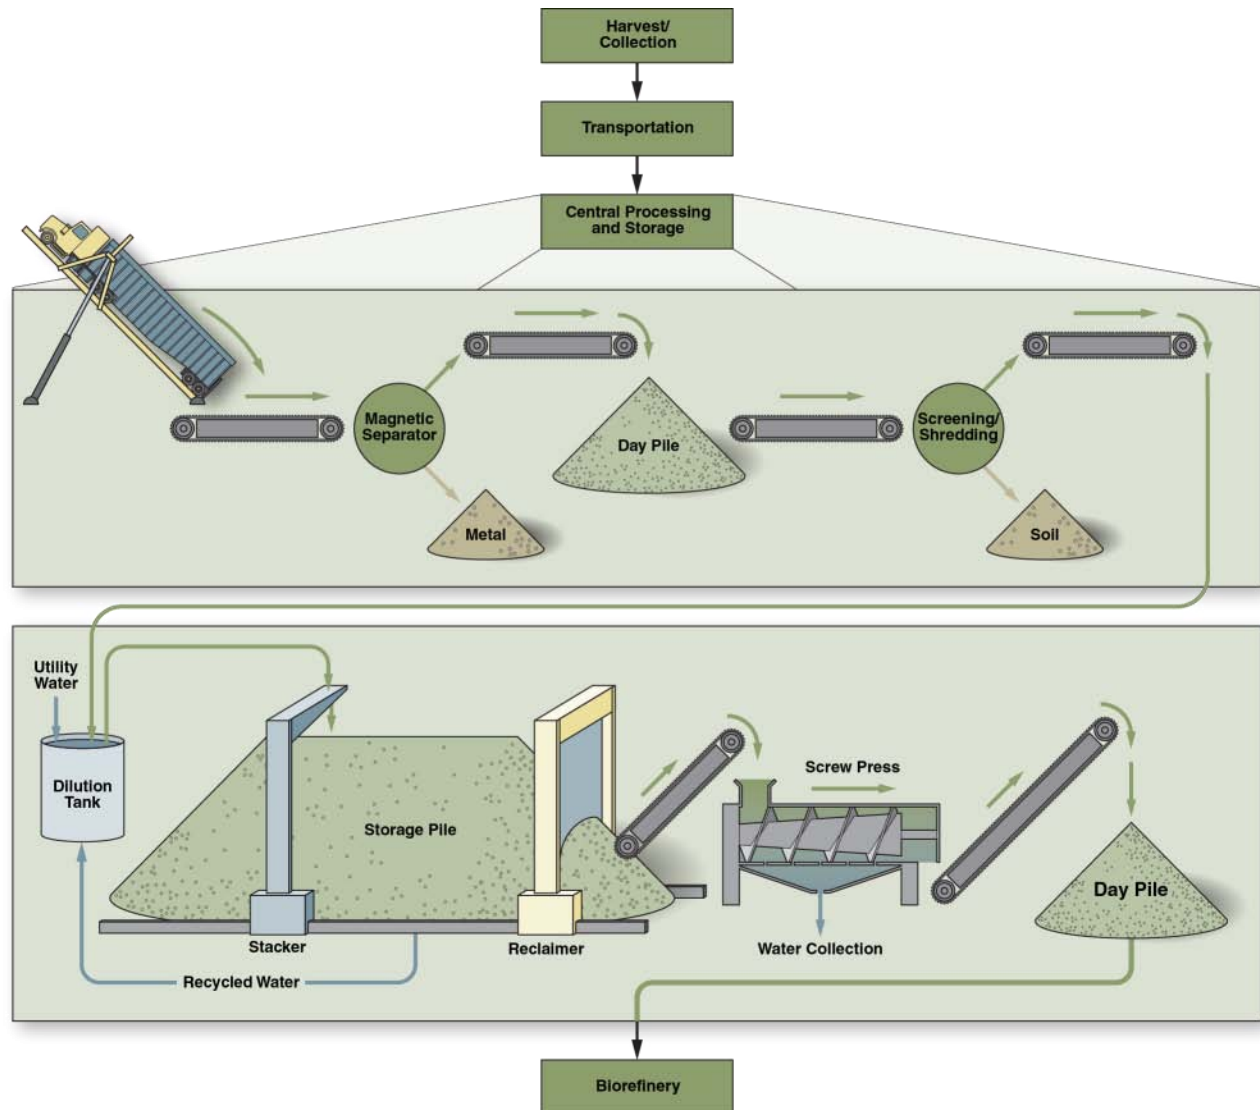 Harvest/
Collection
Transportation
Central Processing
and Storage
Magnetic
Separator
Day Pile
Screening/
Shredding
Metal
Soil
Utility
Water
Dilution
Tank
Storage Pile
Screw Press
Day Pile
Stacker
Reclaimer
Water Collection
Recycled Water
Biorefinery